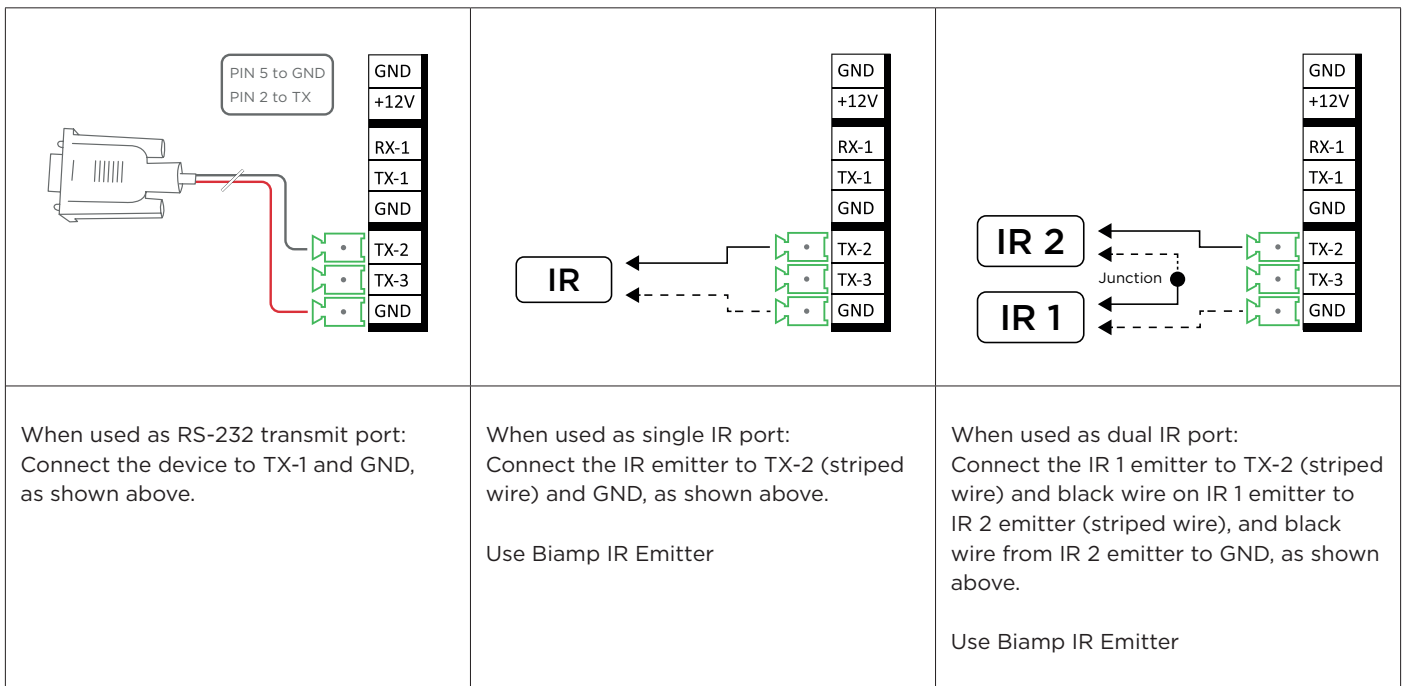 PIN 5 to GND
PIN 2 to TX
GND
+12V
RX-1
TX-1
GND
TX-2
TX-3
GND
When used as RS-232 transmit port:
Connect the device to TX-1 and GND,
as shown above.
IR
GND
+12V
RX-1
TX-1
GND
TX-2
TX-3
GND
When used as single IR port:
Connect the IR emitter to TX-2 (striped
wire) and GND, as shown above.
Use Biamp IR Emitter
IR 2
Junction
IR 1
GND
+12V
RX-1
TX-1
GND
TX-2
TX-3
GND
When used as dual IR port:
Connect the IR 1 emitter to TX-2 (striped
wire) and black wire on IR 1 emitter to
IR 2 emitter (striped wire), and black
wire from IR 2 emitter to GND, as shown
above.
Use Biamp IR Emitter